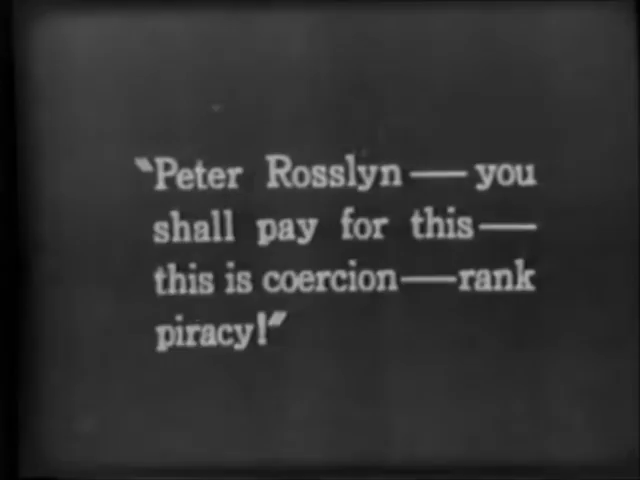 "Peter Rosslyn — you
shall pay for this —
this is coercion — rank
piracy!"